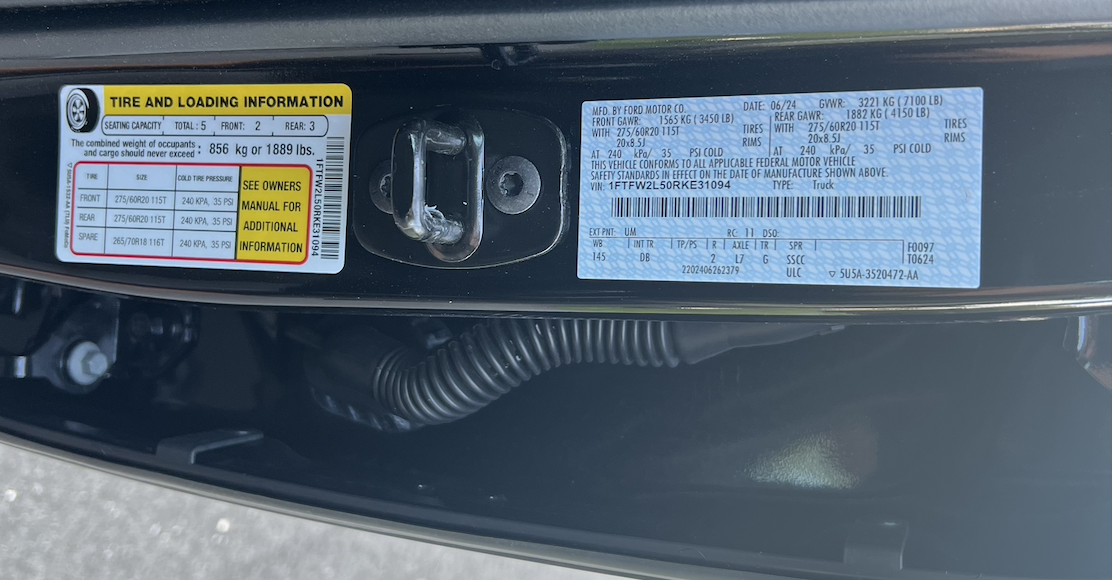 TIRE AND LOADING INFORMATION
SEATING CAPACITY TOTAL : 5 FRONT: 2 REAR: 3
The combined weight of occupants
and cargo should never exceed : 856 kg or 1889 lbs.
TIRE SIZE COLD TIRE PRESSURE
FRONT 275/60R20 115T 240 KPA, 35 PSI
REAR 275/60R20 115T 240 KPA, 35 PSI
SPARE 265/70R18 116T 240 KPA, 35 PSI
SEE OWNERS
MANUAL FOR
ADDITIONAL
INFORMATION
1FTFW2L50RKE31094
MFD. BY FORD MOTOR CO. DATE: 06/24 GVWR: 3221 KG ( 7100 LB)
FRONT GAWR: 1565 KG ( 3450 LB) REAR GAWR: 1882 KG ( 4150 LB)
WITH 275/60R20 115T TIRES WITH 275/60R20 115T TIRES
20x8.5J RIMS 20x8.5J RIMS
AT 240 kPa/ 35 PSI COLD AT 240 kPa/ 35 PSI COLD
THIS VEHICLE CONFORMS TO ALL APPLICABLE FEDERAL MOTOR VEHICLE
SAFETY STANDARDS IN EFFECT ON THE DATE OF MANUFACTURE SHOWN ABOVE.
VIN: 1FTFW2L50RKE31094 TYPE: Truck
EXT PNT: UM RC: 11 DSO:
WB INT TR TP/PS R AXLE TR SPR F0097
145 DB 2 L7 G SSCC T0624
2202406262379 ULC ▽ 5U5A-3520472-AA